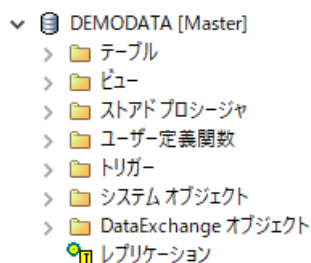 DEMODATA [Master]
テーブル
ビュー
ストアド プロシージャ
ユーザー定義関数
トリガー
システム オブジェクト
DataExchange オブジェクト
レプリケーション